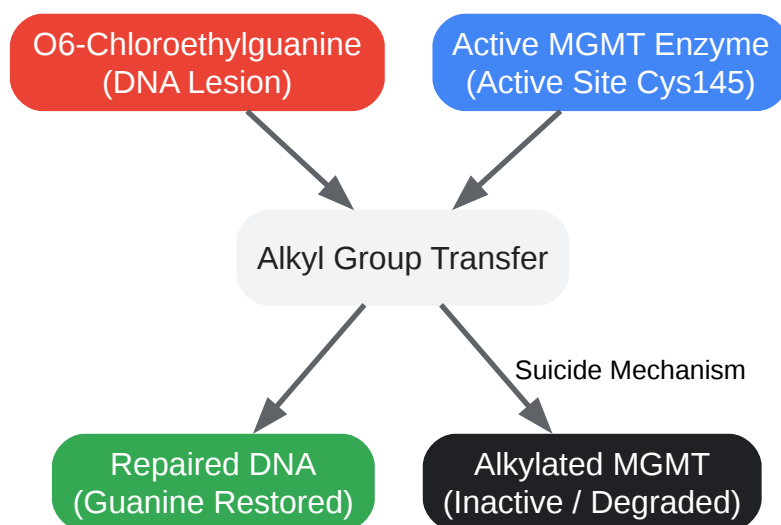 O6-Chloroethylguanine
(DNA Lesion)
Active MGMT Enzyme
(Active Site Cys145)
Alkyl Group Transfer
Suicide Mechanism
Repaired DNA
(Guanine Restored)
Alkylated MGMT
(Inactive / Degraded)